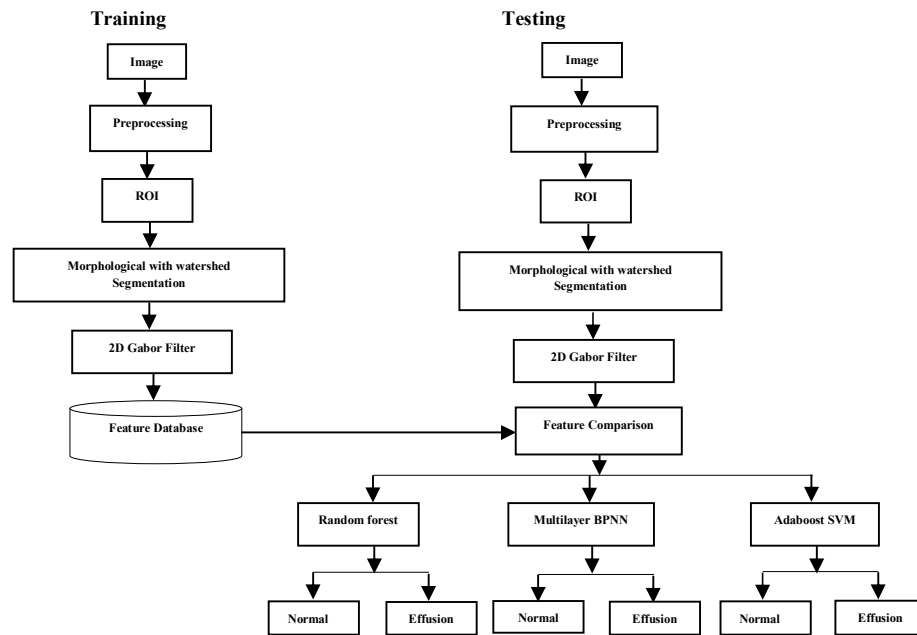 Training
Image
Preprocessing
ROI
Morphological with watershed
Segmentation
2D Gabor Filter
Feature Database
Testing
Image
Preprocessing
ROI
Morphological with watershed
Segmentation
2D Gabor Filter
Feature Comparison
Random forest
Multilayer BPNN
Adaboost SVM
Normal
Effusion
Normal
Effusion
Normal
Effusion